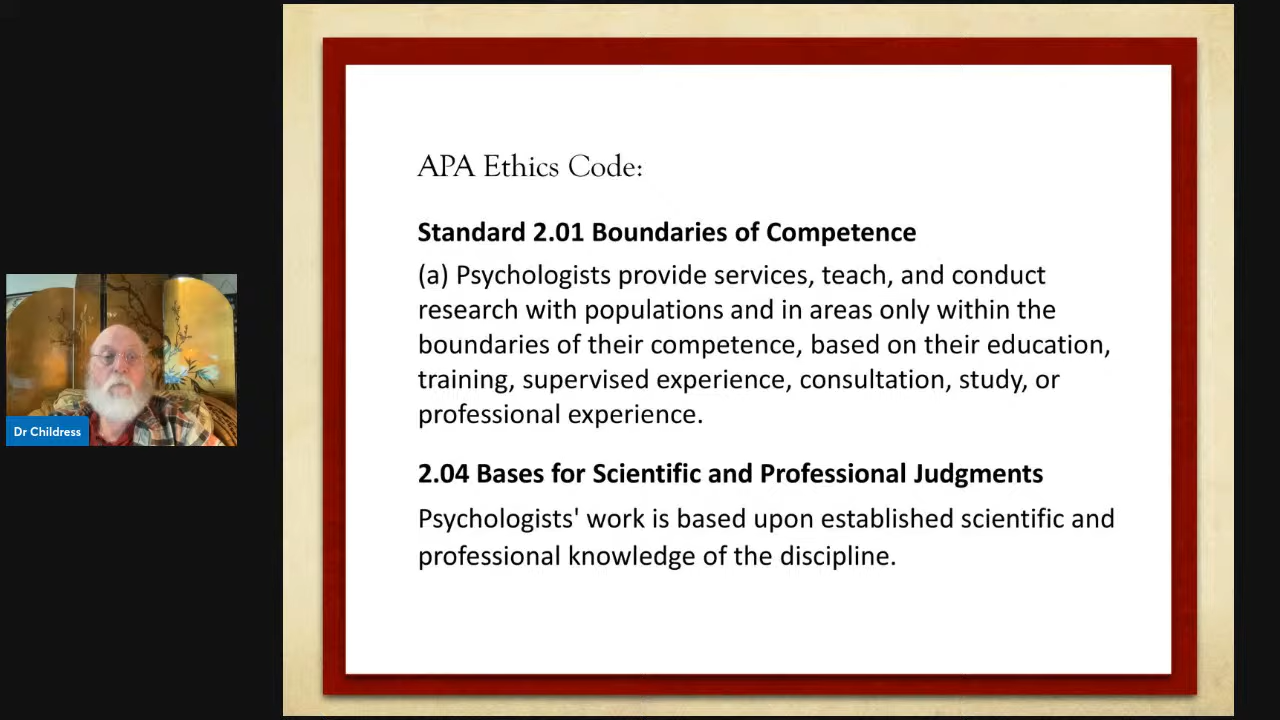 APA Ethics Code:
Standard 2.01 Boundaries of Competence
(a) Psychologists provide services, teach, and conduct
research with populations and in areas only within the
boundaries of their competence, based on their education,
training, supervised experience, consultation, study, or
professional experience.
2.04 Bases for Scientific and Professional Judgments
Psychologists' work is based upon established scientific and
professional knowledge of the discipline.
Dr Childress